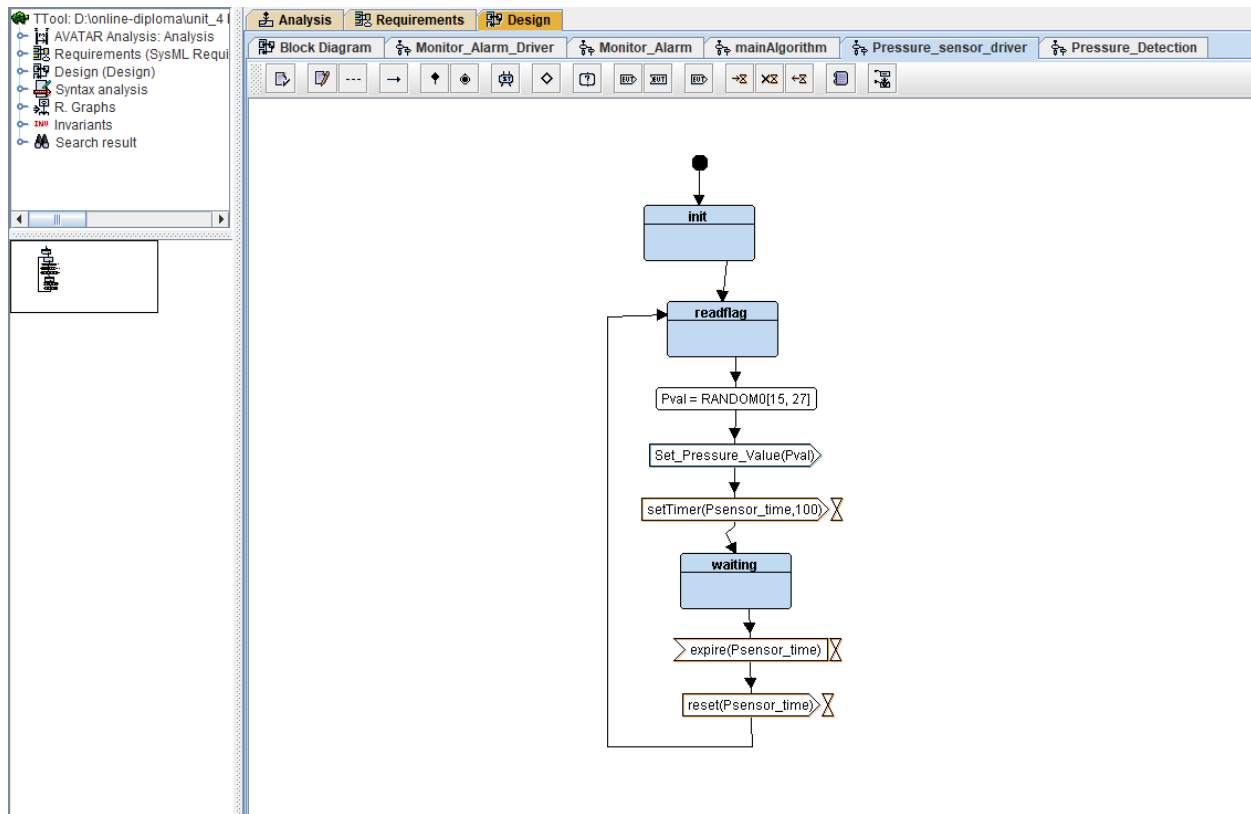 TTool: D:\online-diploma\unit_4
AVATAR Analysis: Analysis
Requirements (SysML Requi
Design (Design)
Syntax analysis
R. Graphs
INV Invariants
Search result
Analysis Requirements Design
Block Diagram Monitor_Alarm_Driver Monitor_Alarm mainAlgorithm Pressure_sensor_driver Pressure_Detection
init
readflag
Pval = RANDOM0[15, 27]
Set_Pressure_Value(Pval)
setTimer(Psensor_time,100)
waiting
expire(Psensor_time)
reset(Psensor_time)